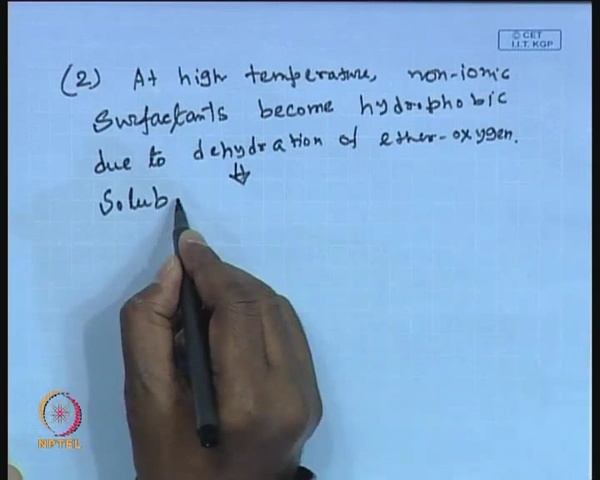 © CET
I.I.T. KGP
(2) At high temperature, non-ionic
surfactants become hydrophobic
due to dehydration of ether-oxygen.
⇓
Solub
NPTEL